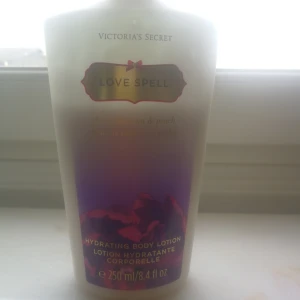 VICTORIA'S SECRET
LOVE SPELL
HYDRATING BODY LOTION
LOTION HYDRATANTE
CORPORELLE
e 250 ml/8.4 fl oz